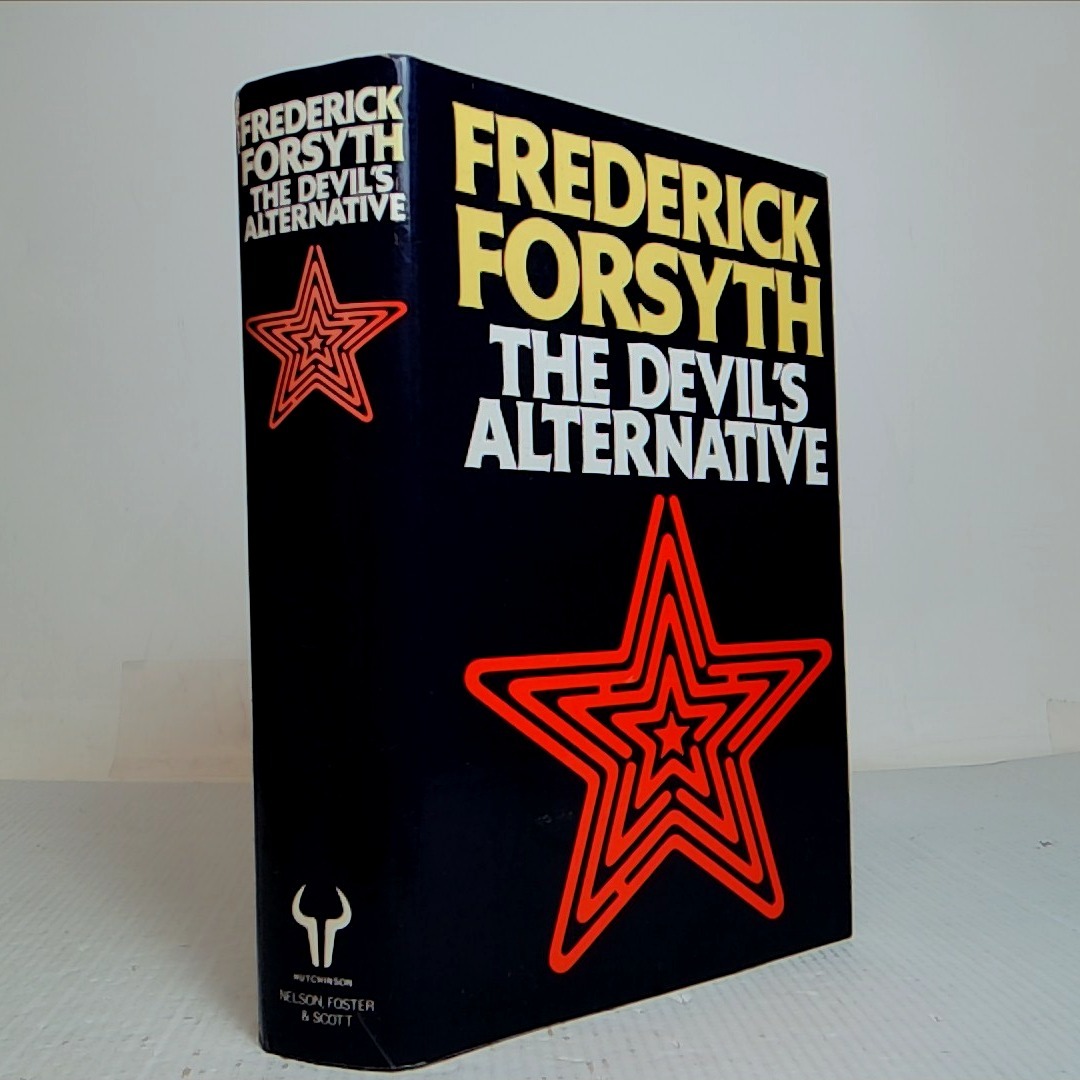 FREDERICK
FORSYTH
THE DEVIL'S
ALTERNATIVE
HUTCHINSON
NELSON, FOSTER
& SCOTT
FREDERICK
FORSYTH
THE DEVIL'S
ALTERNATIVE